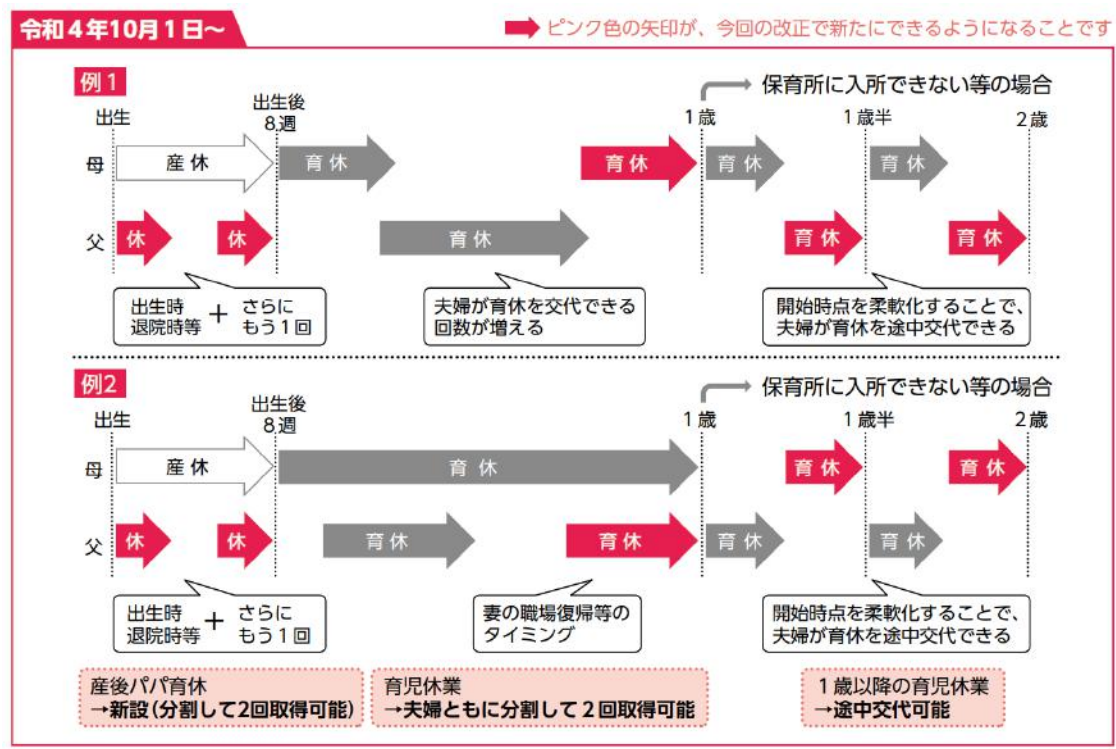 令和4年10月1日～
ピンク色の矢印が、今回の改正で新たにできるようになることです
例1
保育所に入所できない等の場合
出生
出生後
8週
1歳
1歳半
2歳
母
産休
育休
育休
育休
育休
父
休
休
育休
育休
育休
出生時
退院時等
＋
さらに
もう1回
夫婦が育休を交代できる
回数が増える
開始時点を柔軟化することで、
夫婦が育休を途中交代できる
例2
保育所に入所できない等の場合
出生
出生後
8週
1歳
1歳半
2歳
母
産休
育休
育休
育休
父
休
休
育休
育休
育休
育休
出生時
退院時等
＋
さらに
もう1回
妻の職場復帰等の
タイミング
開始時点を柔軟化することで、
夫婦が育休を途中交代できる
産後パパ育休
→新設(分割して2回取得可能)
育児休業
→夫婦ともに分割して2回取得可能
1歳以降の育児休業
→途中交代可能